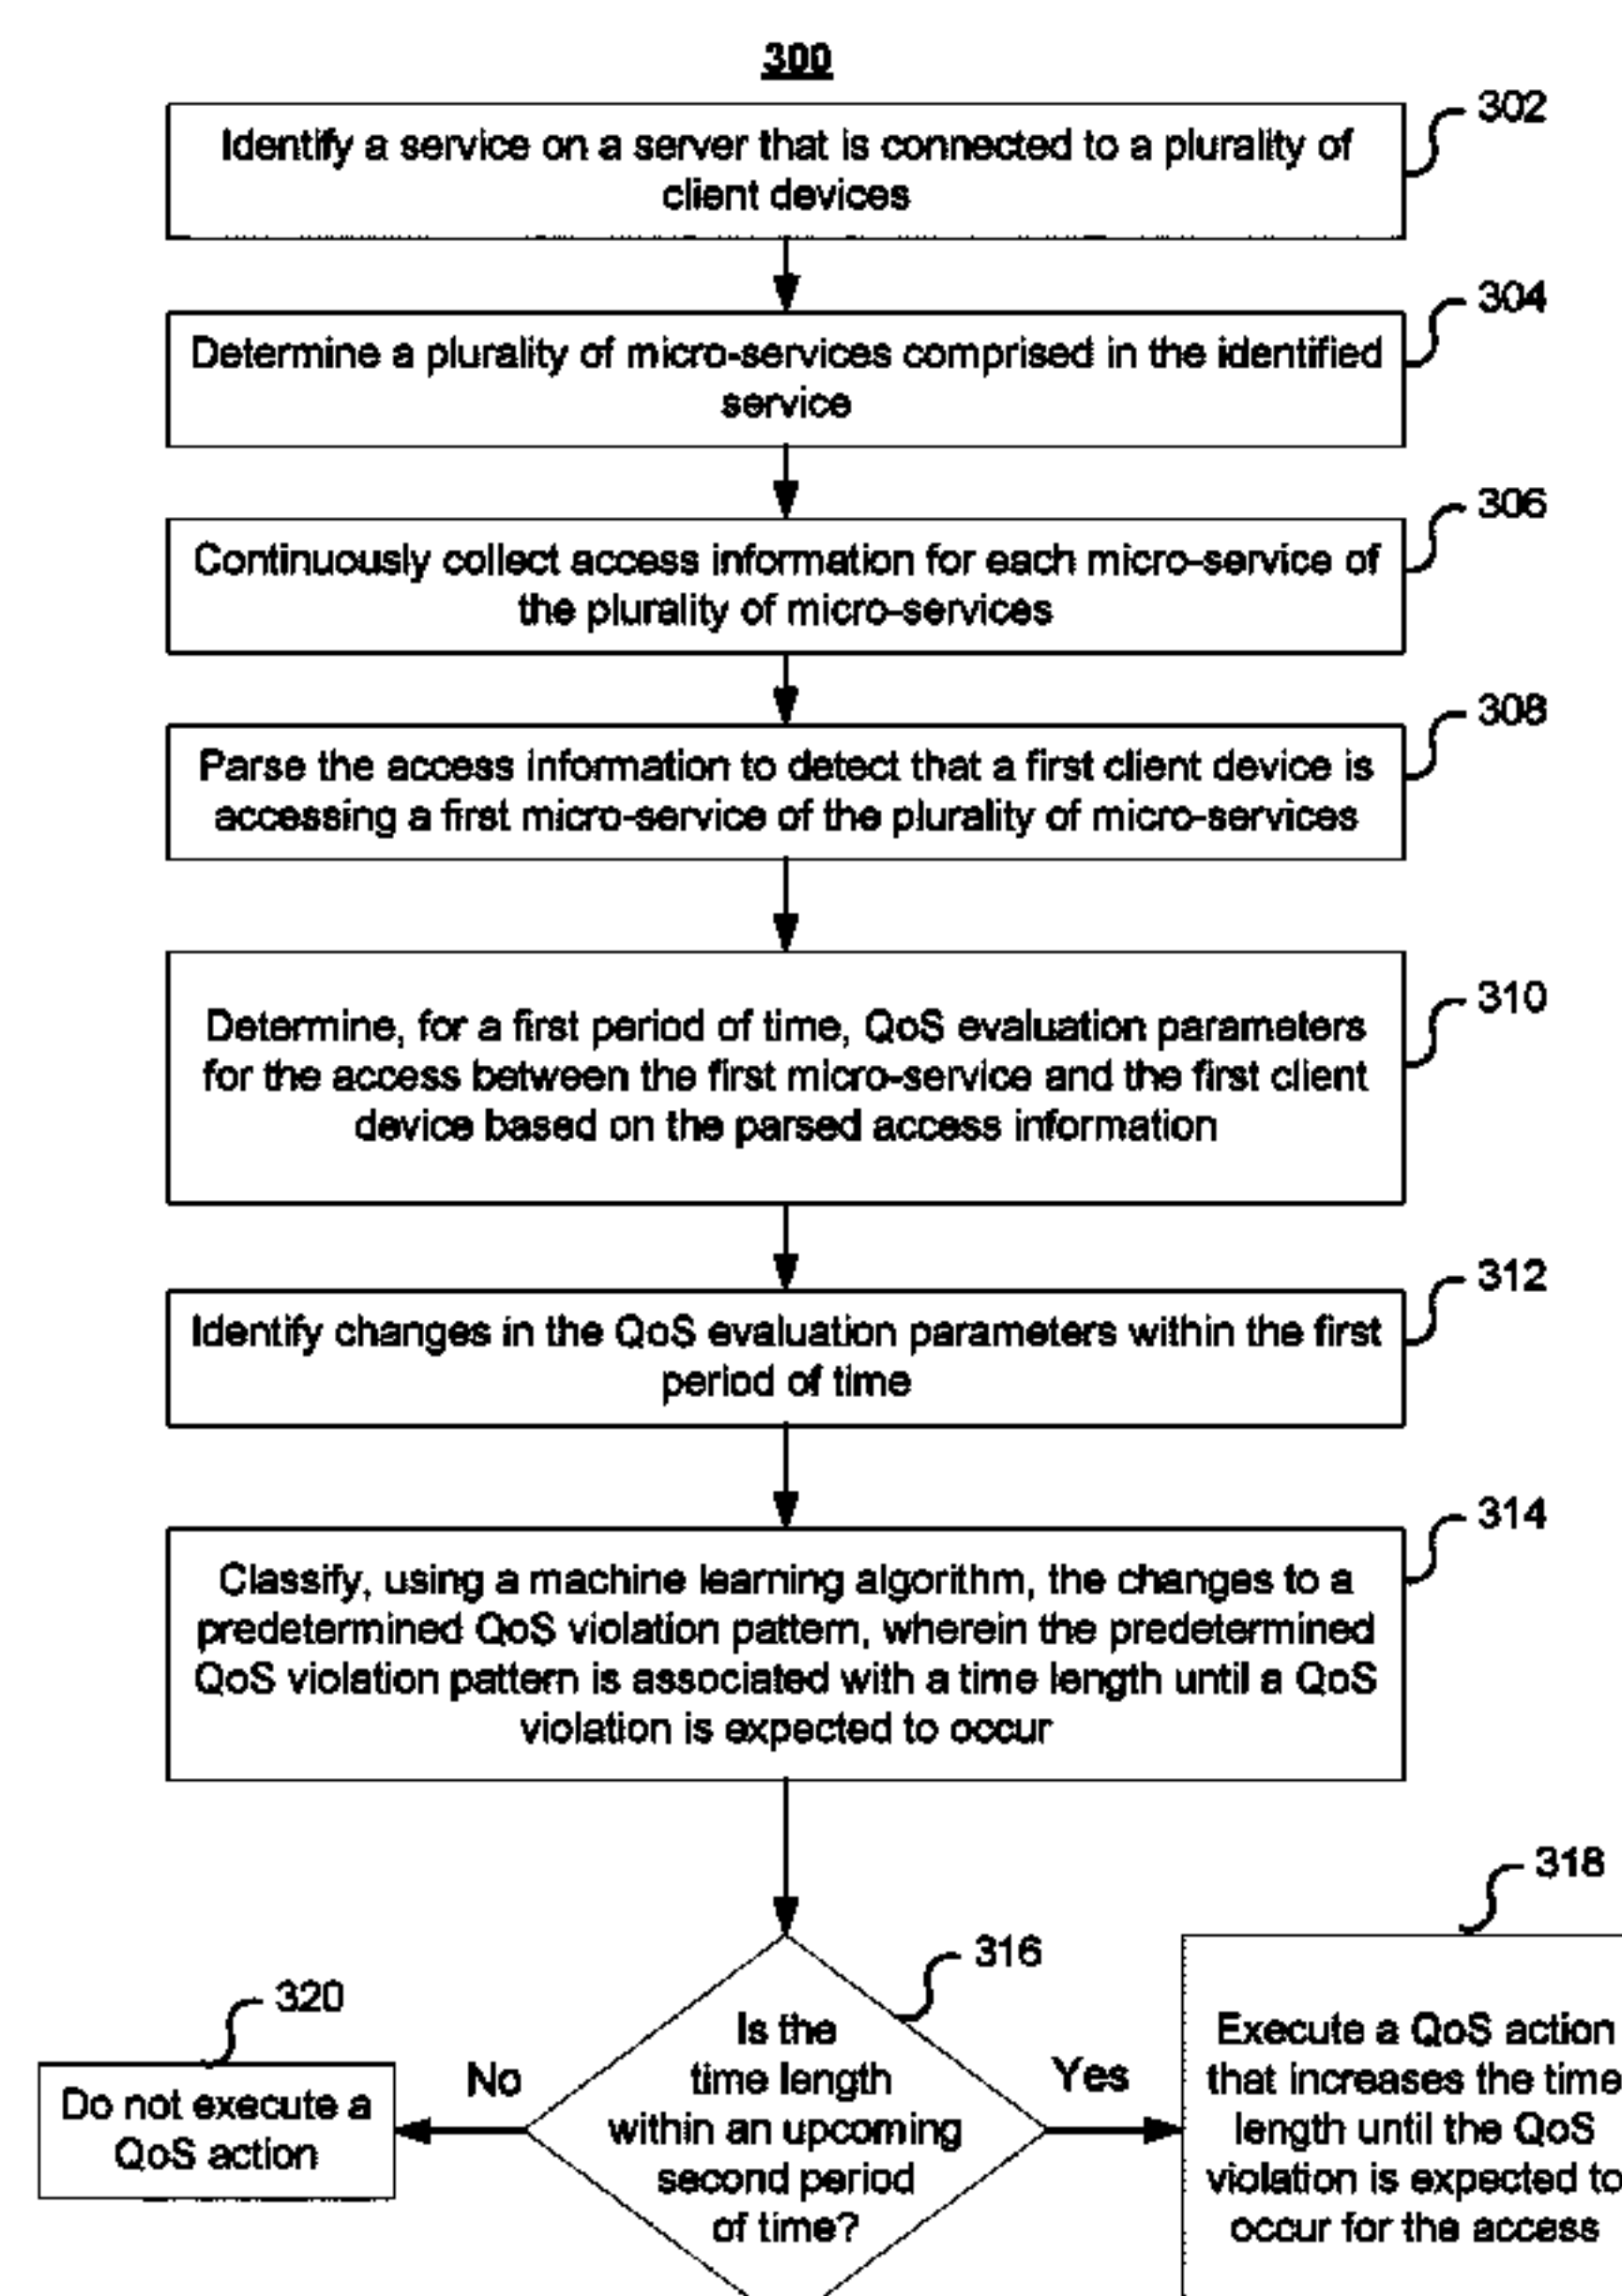 300
302
Identify a service on a server that is connected to a plurality of
client devices
304
Determine a plurality of micro-services comprised in the identified
service
306
Continuously collect access information for each micro-service of
the plurality of micro-services
308
Parse the access information to detect that a first client device is
accessing a first micro-service of the plurality of micro-services
310
Determine, for a first period of time, QoS evaluation parameters
for the access between the first micro-service and the first client
device based on the parsed access information
312
Identify changes in the QoS evaluation parameters within the first
period of time
314
Classify, using a machine learning algorithm, the changes to a
predetermined QoS violation pattern, wherein the predetermined
QoS violation pattern is associated with a time length until a QoS
violation is expected to occur
316
Is the
time length
within an upcoming
second period
of time?
No
320
Do not execute a
QoS action
Yes
318
Execute a QoS action
that increases the time
length until the QoS
violation is expected to
occur for the access